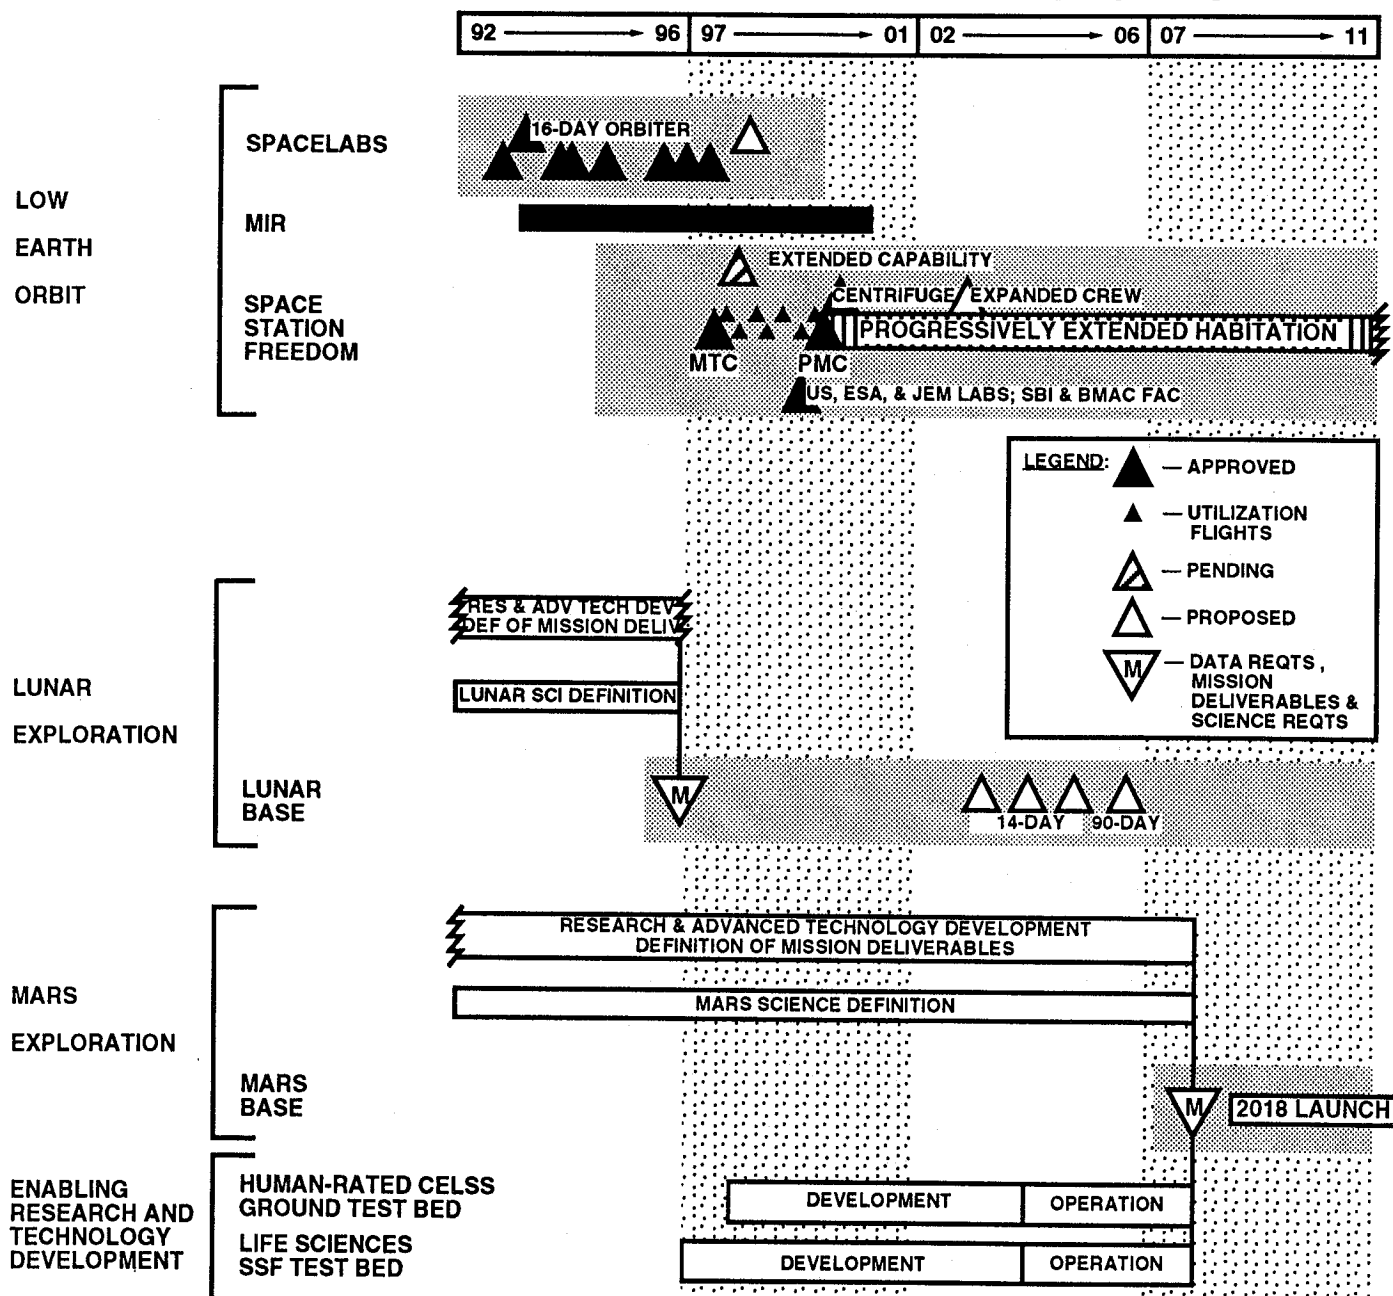 92 96 97 01 02 06 07 11
LOW
EARTH
ORBIT
SPACELABS
16-DAY ORBITER
MIR
SPACE
STATION
FREEDOM
EXTENDED CAPABILITY
CENTRIFUGE EXPANDED CREW
PROGRESSIVELY EXTENDED HABITATION
MTC PMC
US, ESA, & JEM LABS; SBI & BMAC FAC
LEGEND:
— APPROVED
— UTILIZATION
FLIGHTS
— PENDING
— PROPOSED
M — DATA REQTS ,
MISSION
DELIVERABLES &
SCIENCE REQTS
LUNAR
EXPLORATION
RES & ADV TECH DEV
DEF OF MISSION DELIV
LUNAR SCI DEFINITION
LUNAR
BASE
M
14-DAY 90-DAY
MARS
EXPLORATION
RESEARCH & ADVANCED TECHNOLOGY DEVELOPMENT
DEFINITION OF MISSION DELIVERABLES
MARS SCIENCE DEFINITION
MARS
BASE
M
2018 LAUNCH
ENABLING
RESEARCH AND
TECHNOLOGY
DEVELOPMENT
HUMAN-RATED CELSS
GROUND TEST BED
DEVELOPMENT OPERATION
LIFE SCIENCES
SSF TEST BED
DEVELOPMENT OPERATION